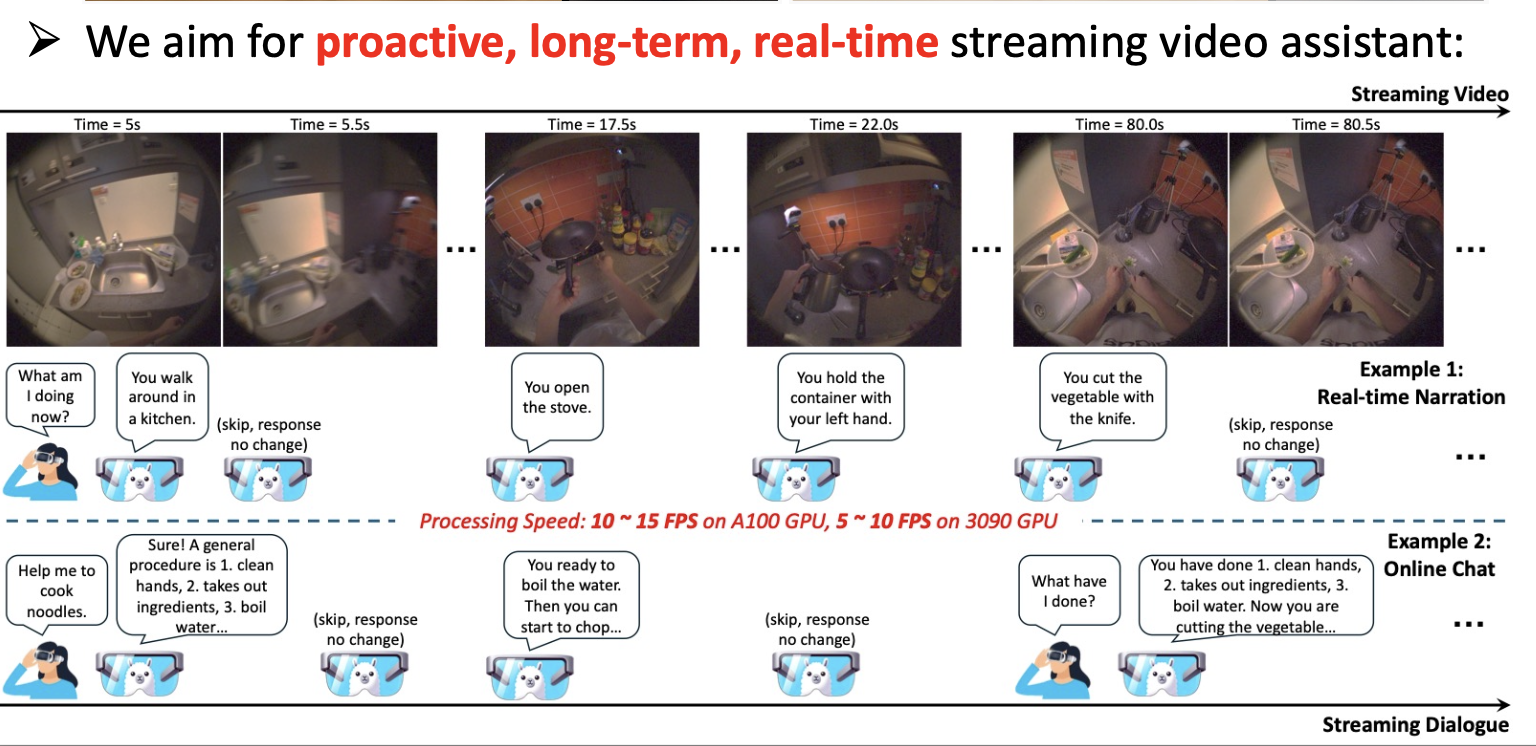 ➢ We aim for proactive, long-term, real-time streaming video assistant:
Streaming Video
Time = 5s
Time = 5.5s
Time = 17.5s
Time = 22.0s
Time = 80.0s
Time = 80.5s
...
...
...
...
What am
I doing
now?
You walk
around in
a kitchen.
(skip, response
no change)
You open
the stove.
You hold the
container with
your left hand.
You cut the
vegetable with
the knife.
(skip, response
no change)
Example 1:
Real-time Narration
...
Processing Speed: 10 ~ 15 FPS on A100 GPU, 5 ~ 10 FPS on 3090 GPU
Help me to
cook
noodles.
Sure! A general
procedure is 1. clean
hands, 2. takes out
ingredients, 3. boil
water...
(skip, response
no change)
You ready to
boil the water.
Then you can
start to chop...
(skip, response
no change)
What have
I done?
You have done 1. clean hands,
2. takes out ingredients, 3.
boil water. Now you are
cutting the vegetable...
Example 2:
Online Chat
...
Streaming Dialogue